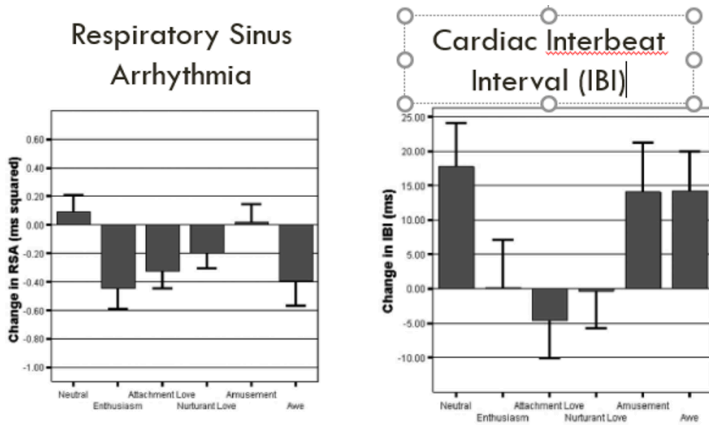 Respiratory Sinus
Arrhythmia
Change in RSA (ms squared)
0.60
0.40
0.20
0.00
-0.20
-0.40
-0.60
-0.80
-1.00
Neutral
Enthusiasm
Attachment Love
Nurturant Love
Amusement
Awe
Cardiac Interbeat
Interval (IBI)
Change in IBI (ms)
25.00
20.00
15.00
10.00
5.00
0.00
-5.00
-10.00
Neutral
Enthusiasm
Attachment Love
Nurturant Love
Amusement
Awe